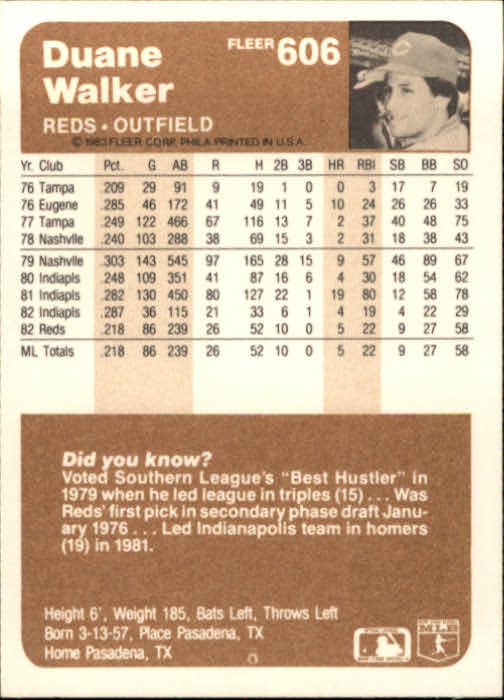 Duane
Walker
FLEER 606
REDS • OUTFIELD
© 1983 FLEER CORP. PHILA PRINTED IN U.S.A.
Yr. Club Pct. G AB R H 2B 3B HR RBI SB BB SO
76 Tampa .209 29 91 9 19 1 0 0 3 17 7 19
76 Eugene .285 46 172 41 49 11 5 10 24 26 26 33
77 Tampa .249 122 466 67 116 13 7 2 37 40 48 75
78 Nashvlle .240 103 288 38 69 15 3 2 31 18 38 43
79 Nashvlle .303 143 545 97 165 28 15 9 57 46 89 67
80 Indiapls .248 109 351 41 87 16 6 4 30 18 54 62
81 Indiapls .282 130 450 80 127 22 1 19 80 12 58 78
82 Indiapls .287 36 115 21 33 6 1 4 19 4 22 29
82 Reds .218 86 239 26 52 10 0 5 22 9 27 58
ML Totals .218 86 239 26 52 10 0 5 22 9 27 58
Did you know?
Voted Southern League's "Best Hustler" in
1979 when he led league in triples (15) . . . Was
Reds' first pick in secondary phase draft Janu-
ary 1976 . . . Led Indianapolis team in homers
(19) in 1981.
Height 6', Weight 185, Bats Left, Throws Left
Born 3-13-57, Place Pasadena, TX
Home Pasadena, TX